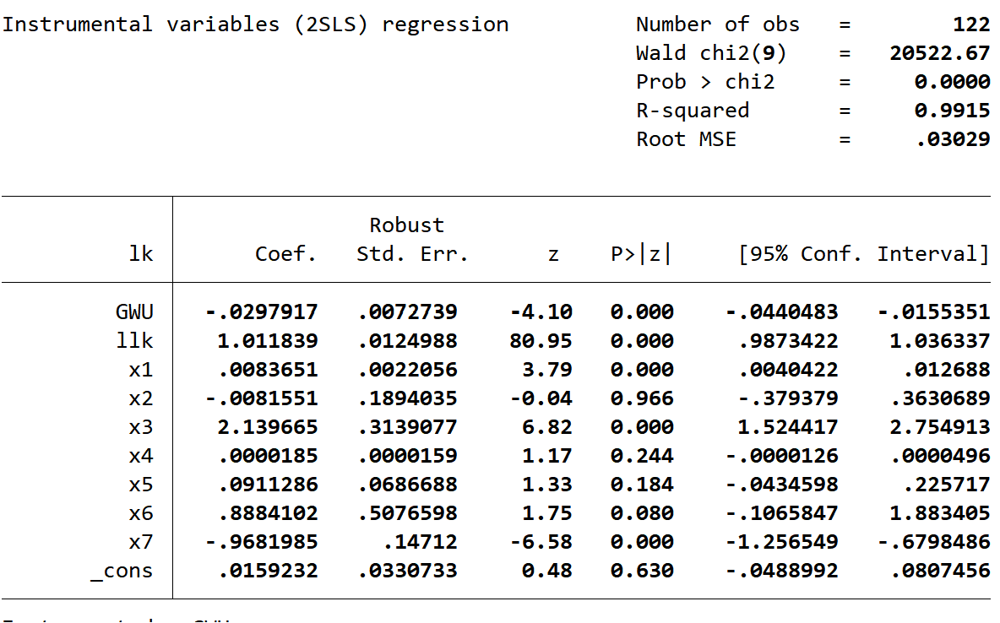 Instrumental variables (2SLS) regression Number of obs = 122
Wald chi2(9) = 20522.67
Prob > chi2 = 0.0000
R-squared = 0.9915
Root MSE = .03029
Robust
lk Coef. Std. Err. z P>|z| [95% Conf. Interval]
GWU -.0297917 .0072739 -4.10 0.000 -.0440483 -.0155351
llk 1.011839 .0124988 80.95 0.000 .9873422 1.036337
x1 .0083651 .0022056 3.79 0.000 .0040422 .012688
x2 -.0081551 .1894035 -0.04 0.966 -.379379 .3630689
x3 2.139665 .3139077 6.82 0.000 1.524417 2.754913
x4 .0000185 .0000159 1.17 0.244 -.0000126 .0000496
x5 .0911286 .0686688 1.33 0.184 -.0434598 .225717
x6 .8884102 .5076598 1.75 0.080 -.1065847 1.883405
x7 -.9681985 .14712 -6.58 0.000 -1.256549 -.6798486
_cons .0159232 .0330733 0.48 0.630 -.0488992 .0807456